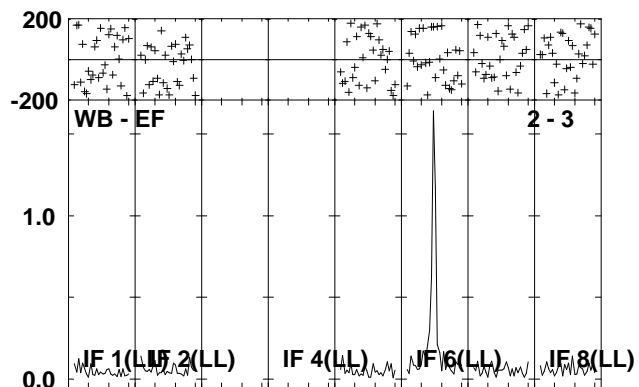 200
-200
WB - EF 2 - 3
1.0
IF 1(LL) IF 2(LL) IF 4(LL) IF 6(LL) IF 8(LL)
0.0